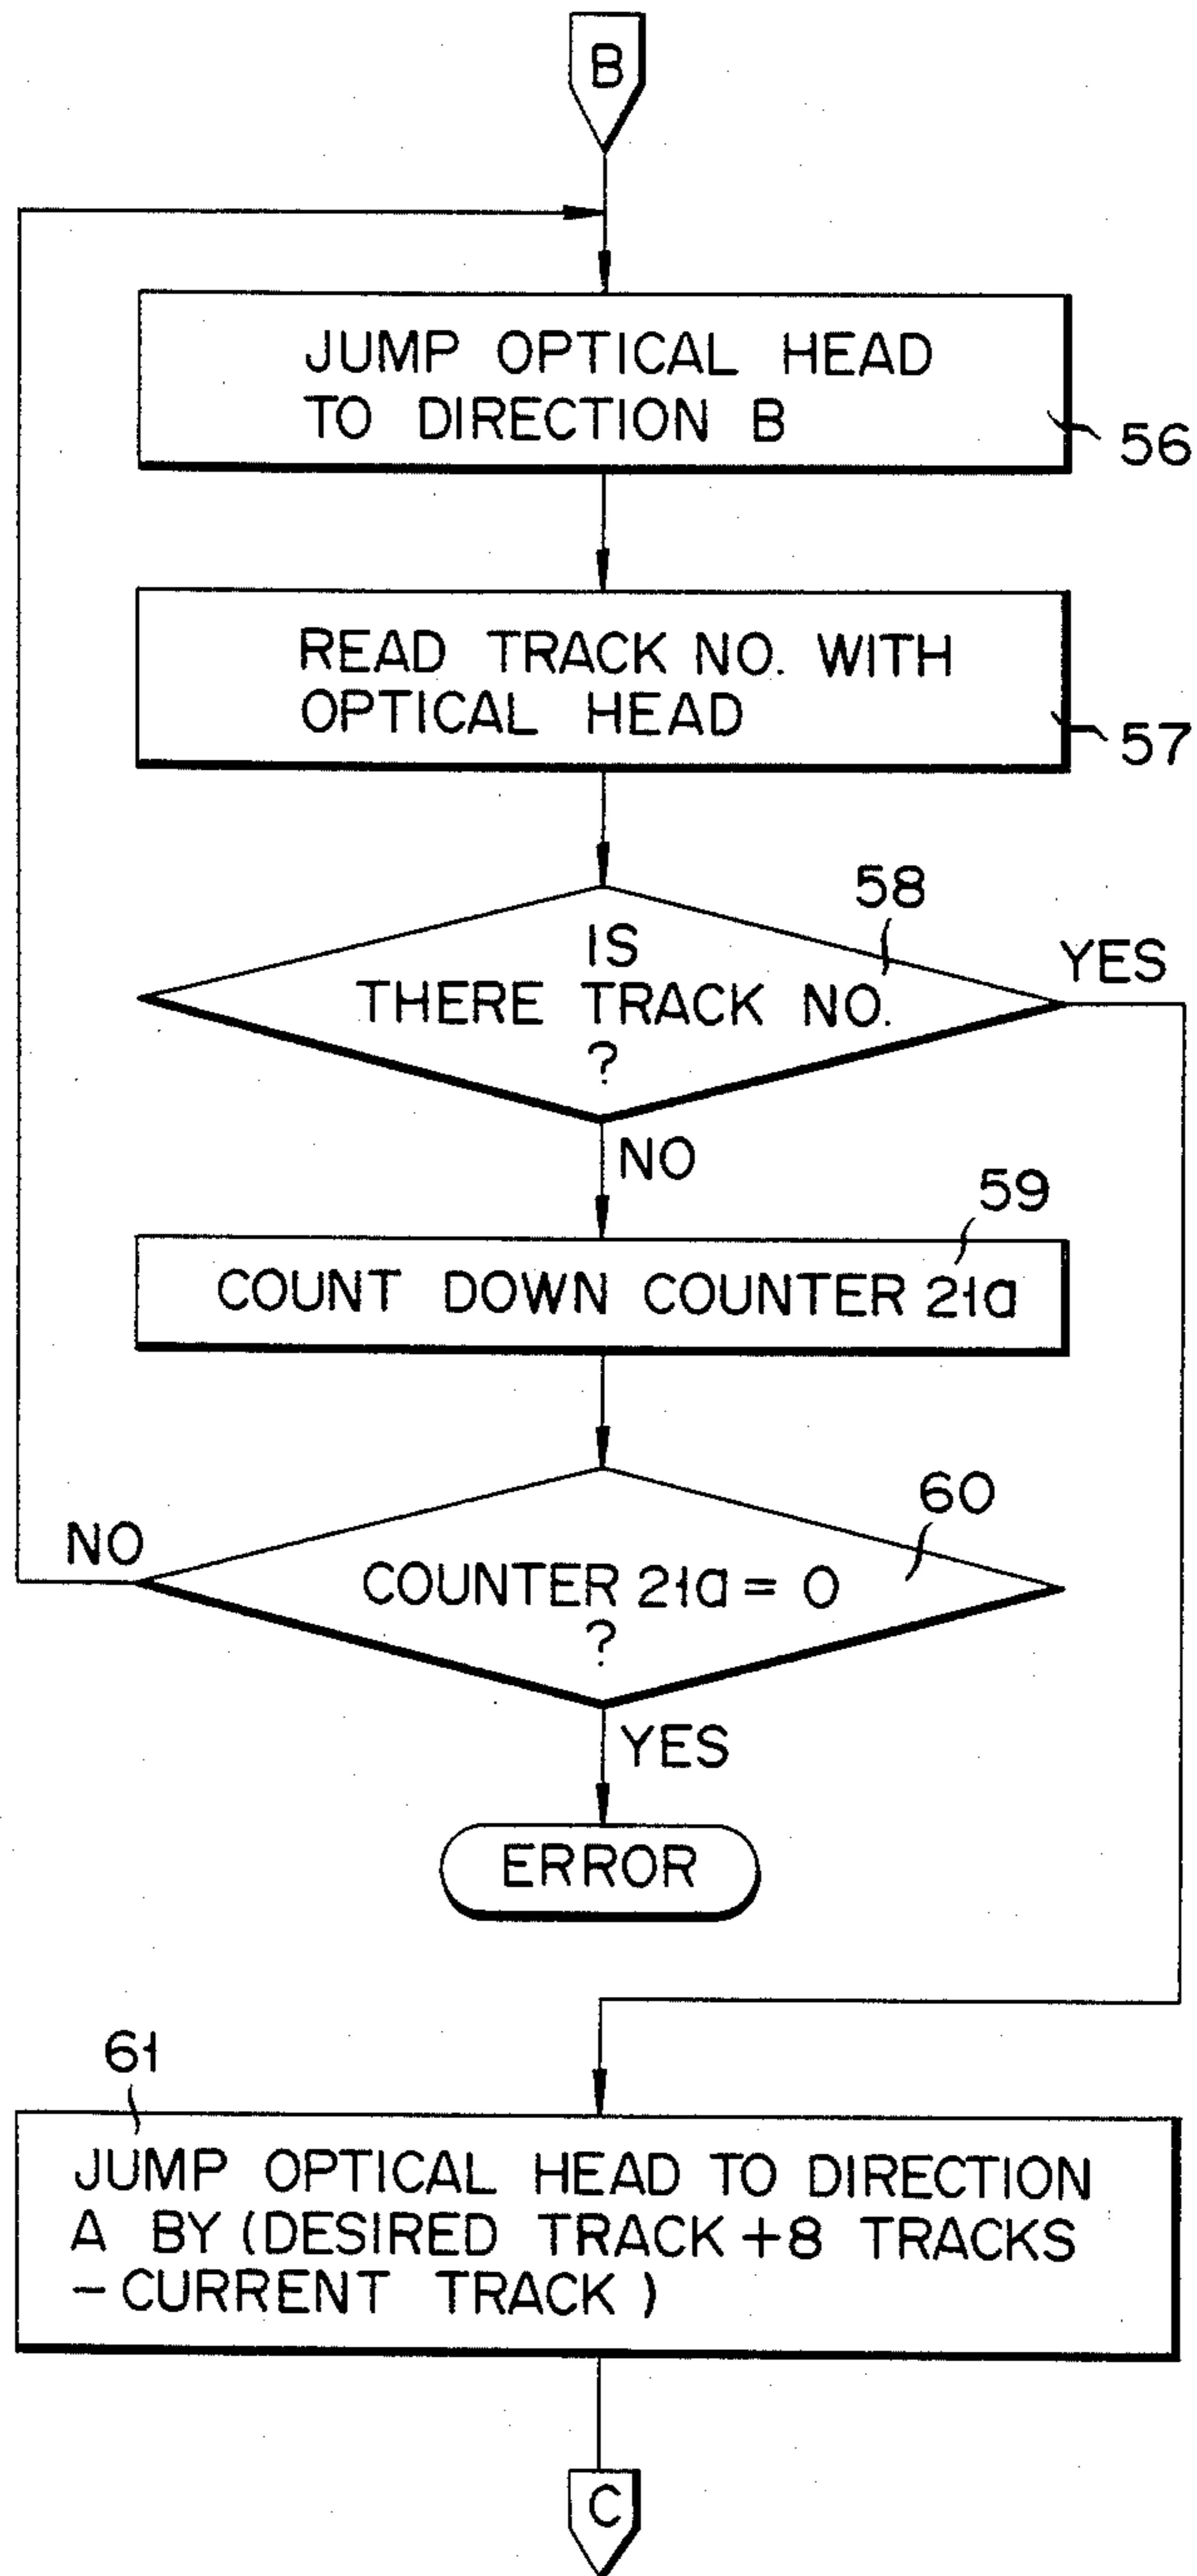 B
JUMP OPTICAL HEAD
TO DIRECTION B
56
READ TRACK NO. WITH
OPTICAL HEAD
57
58
IS
THERE TRACK NO.
?
YES
NO
59
COUNT DOWN COUNTER 21a
60
NO
COUNTER 21a = 0
?
YES
ERROR
61
JUMP OPTICAL HEAD TO DIRECTION
A BY (DESIRED TRACK +8 TRACKS
- CURRENT TRACK )
C